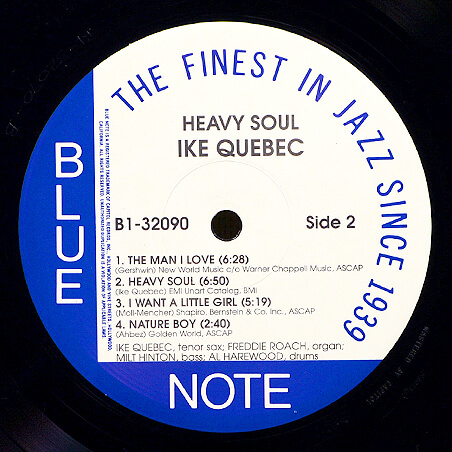 THE FINEST IN JAZZ SINCE 1939
HEAVY SOUL
IKE QUEBEC
B1-32090
Side 2
1. THE MAN I LOVE (6:28)
(Gershwin) New World Music c/o Warner Chappell Music, ASCAP
2. HEAVY SOUL (6:50)
(Ike Quebec) EMI Unart Catalog, BMI
3. I WANT A LITTLE GIRL (5:19)
(Moll-Mencher) Shapiro, Bernstein & Co. Inc., ASCAP
4. NATURE BOY (2:40)
(Ahbez) Golden World, ASCAP
IKE QUEBEC, tenor sax; FREDDIE ROACH, organ;
MILT HINTON, bass; AL HAREWOOD, drums
BLUE
NOTE